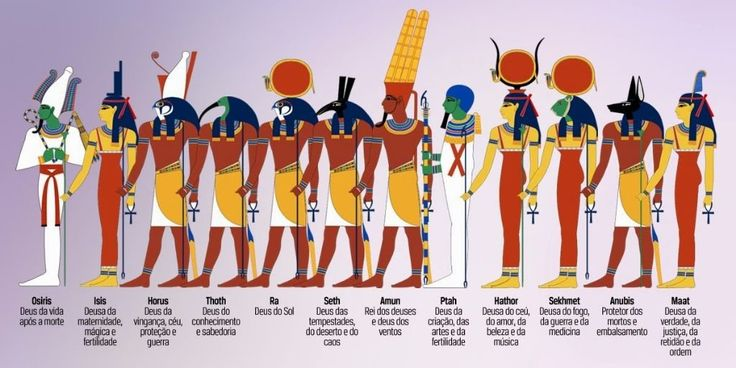 Osiris
Deus da vida
após a morte
Isis
Deusa da
maternidade,
mágica e
fertilidade
Horus
Deus da
vingança, céu,
proteção e
guerra
Thoth
Deus do
conhecimento
e sabedoria
Ra
Deus do Sol
Seth
Deus das
tempestades,
do deserto e do
caos
Amun
Rei dos deuses
e deus dos
ventos
Ptah
Deus da
criação, das
artes e da
fertilidade
Hathor
Deusa do céu,
do amor, da
beleza e da
música
Sekhmet
Deusa do fogo,
da guerra e da
medicina
Anubis
Protetor dos
mortos e
embalsamento
Maat
Deusa da
verdade, da
justiça, da
retidão e da
ordem